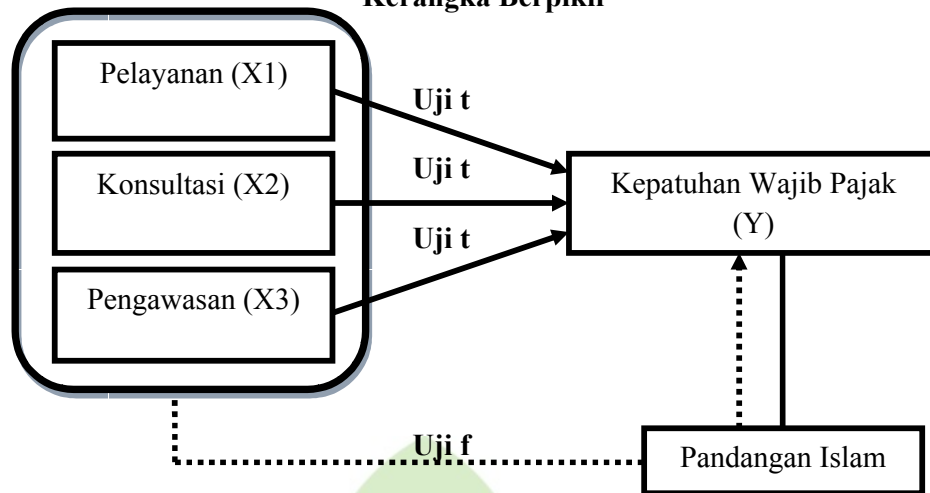 Kerangka Berpikir
Pelayanan (X1)
Uji t
Konsultasi (X2)
Uji t
Kepatuhan Wajib Pajak
(Y)
Uji t
Pengawasan (X3)
Uji f
Pandangan Islam